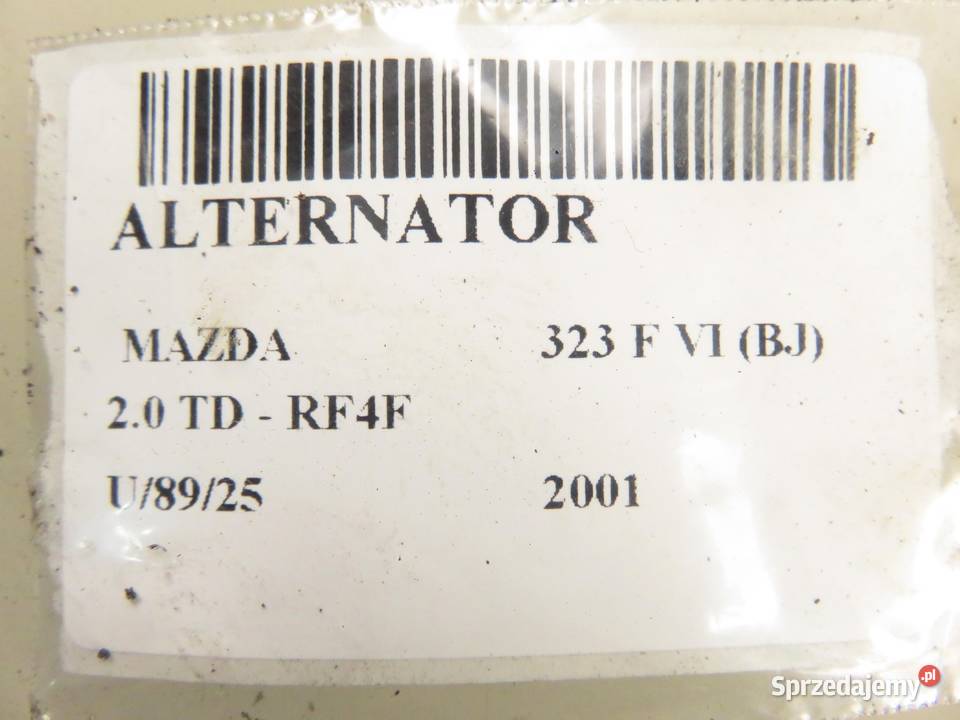 ALTERNATOR
MAZDA 323 F VI (BJ)
2.0 TD - RF4F
U/89/25 2001
Sprzedajemy.pl